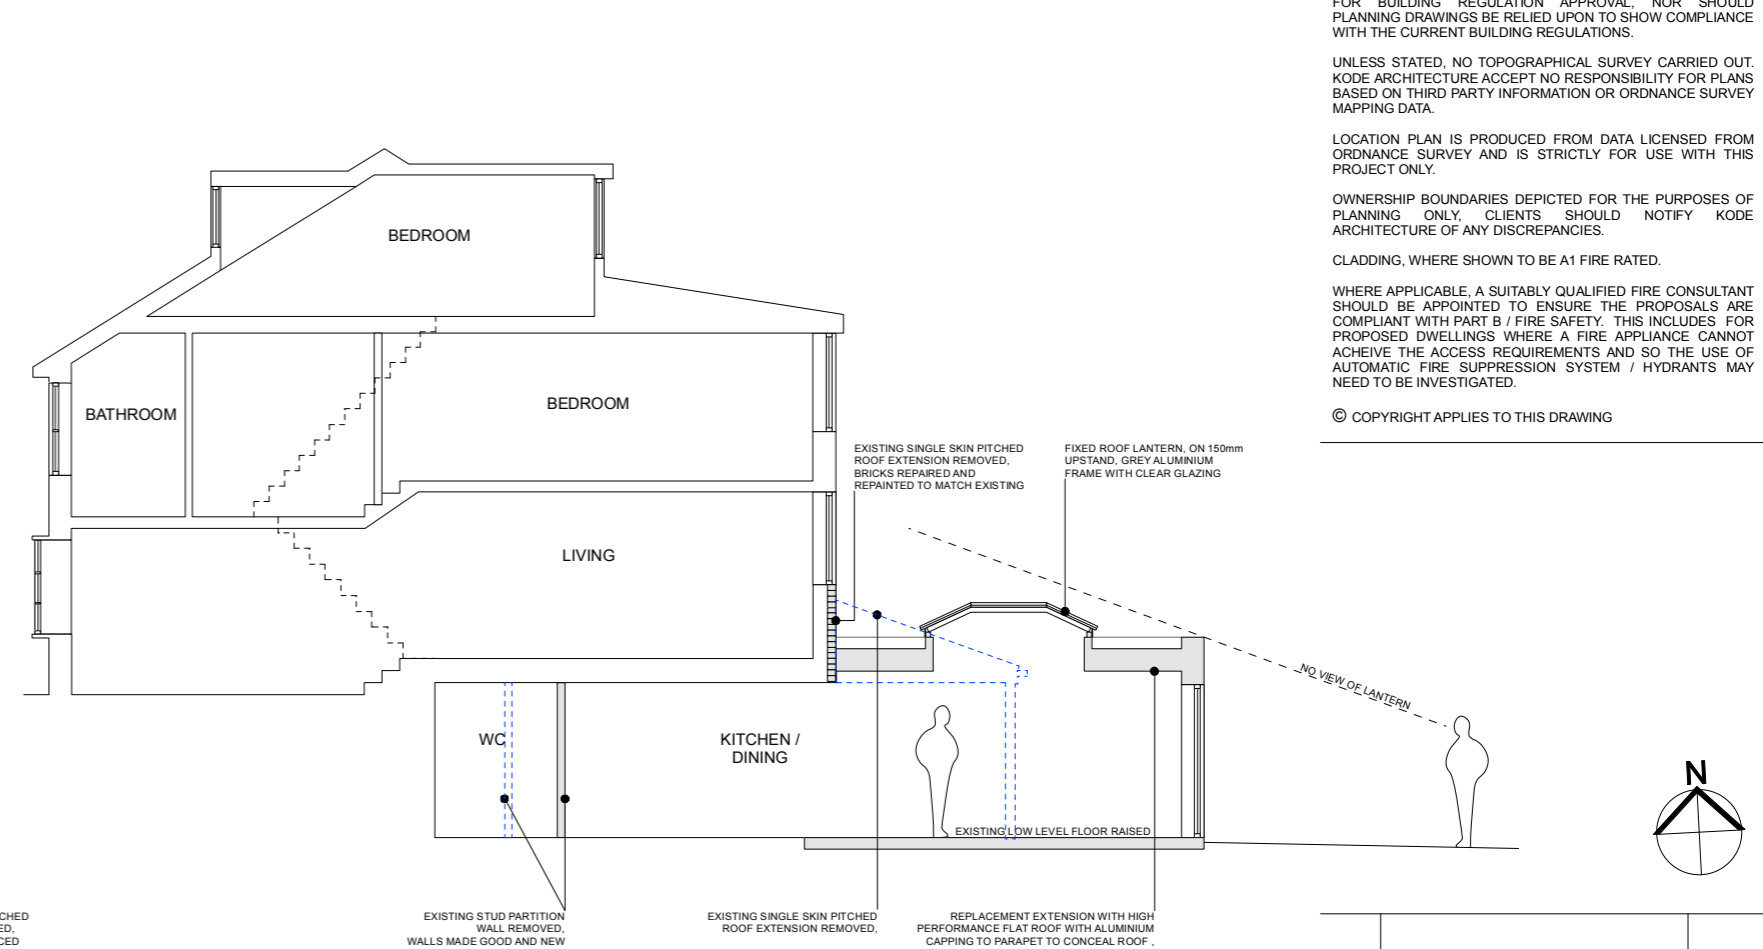 FOR BUILDING REGULATION APPROVAL, NOR SHOULD
PLANNING DRAWINGS BE RELIED UPON TO SHOW COMPLIANCE
WITH THE CURRENT BUILDING REGULATIONS.
UNLESS STATED, NO TOPOGRAPHICAL SURVEY CARRIED OUT.
KODE ARCHITECTURE ACCEPT NO RESPONSIBILITY FOR PLANS
BASED ON THIRD PARTY INFORMATION OR ORDNANCE SURVEY
MAPPING DATA.
LOCATION PLAN IS PRODUCED FROM DATA LICENSED FROM
ORDNANCE SURVEY AND IS STRICTLY FOR USE WITH THIS
PROJECT ONLY.
OWNERSHIP BOUNDARIES DEPICTED FOR THE PURPOSES OF
PLANNING ONLY, CLIENTS SHOULD NOTIFY KODE
ARCHITECTURE OF ANY DISCREPANCIES.
CLADDING, WHERE SHOWN TO BE A1 FIRE RATED.
WHERE APPLICABLE, A SUITABLY QUALIFIED FIRE CONSULTANT
SHOULD BE APPOINTED TO ENSURE THE PROPOSALS ARE
COMPLIANT WITH PART B / FIRE SAFETY. THIS INCLUDES FOR
PROPOSED DWELLINGS WHERE A FIRE APPLIANCE CANNOT
ACHEIVE THE ACCESS REQUIREMENTS AND SO THE USE OF
AUTOMATIC FIRE SUPPRESSION SYSTEM / HYDRANTS MAY
NEED TO BE INVESTIGATED.
© COPYRIGHT APPLIES TO THIS DRAWING
BEDROOM
BATHROOM
BEDROOM
EXISTING SINGLE SKIN PITCHED
ROOF EXTENSION REMOVED,
BRICKS REPAIRED AND
REPAINTED TO MATCH EXISTING
FIXED ROOF LANTERN, ON 150mm
UPSTAND, GREY ALUMINIUM
FRAME WITH CLEAR GLAZING
LIVING
NO VIEW OF LANTERN
WC
KITCHEN /
DINING
EXISTING LOW LEVEL FLOOR RAISED
N
CHED
ED,
CED
EXISTING STUD PARTITION
WALL REMOVED,
WALLS MADE GOOD AND NEW
EXISTING SINGLE SKIN PITCHED
ROOF EXTENSION REMOVED,
REPLACEMENT EXTENSION WITH HIGH
PERFORMANCE FLAT ROOF WITH ALUMINIUM
CAPPING TO PARAPET TO CONCEAL ROOF ,